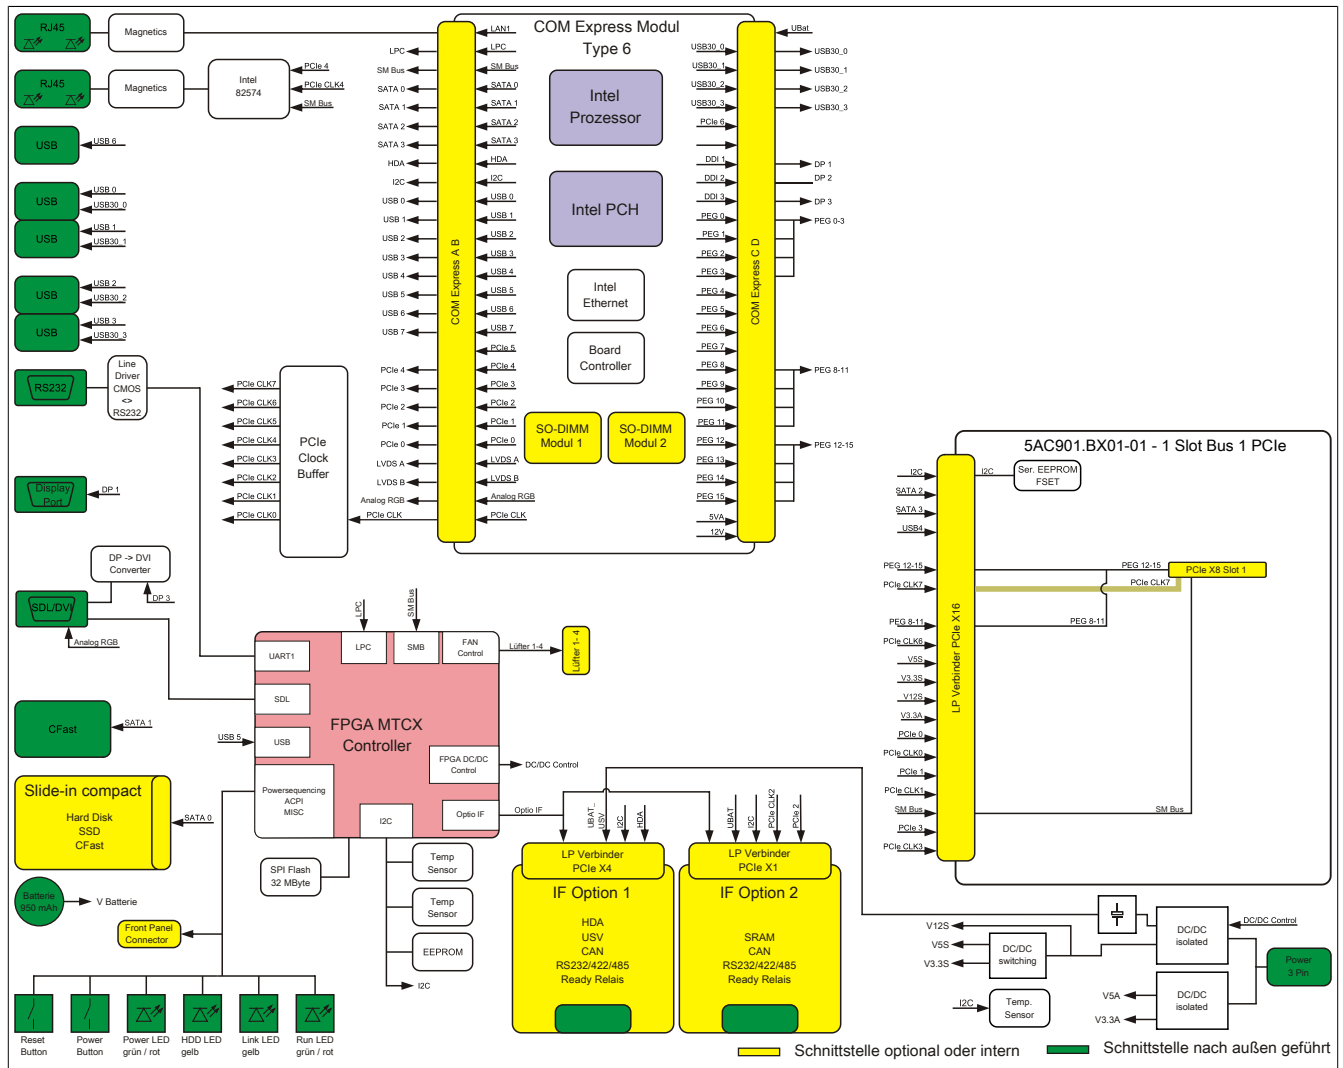 RJ45
Magnetics
RJ45
Magnetics
Intel
82574
PCIe 4
PCIe CLK4
SM Bus
USB
USB 6
USB
USB 0
USB30_0
USB
USB 1
USB30_1
USB
USB 2
USB30_2
USB
USB 3
USB30_3
RS232
Line
Driver
CMOS
<>
RS232
Display
Port
DP 1
DP -> DVI
Converter
DP 3
SDL/DVI
Analog RGB
CFast
SATA 1
Slide-in compact
Hard Disk
SSD
CFast
SATA 0
Batterie
950 mAh
V Batterie
Front Panel
Connector
Reset
Button
Power
Button
Power LED
grün / rot
HDD LED
gelb
Link LED
gelb
Run LED
grün / rot
PCIe CLK7
PCIe CLK6
PCIe CLK5
PCIe CLK4
PCIe CLK3
PCIe CLK2
PCIe CLK1
PCIe CLK0
PCIe
Clock
Buffer
PCIe CLK
LPC
SM Bus
SATA 0
SATA 1
SATA 2
SATA 3
HDA
I2C
USB 0
USB 1
USB 2
USB 3
USB 4
USB 5
USB 6
USB 7
PCIe 4
PCIe 3
PCIe 2
PCIe 1
PCIe 0
LVDS A
LVDS B
Analog RGB
COM Express A B
LAN1
LPC
SM Bus
SATA 0
SATA 1
SATA 2
SATA 3
HDA
I2C
USB 0
USB 1
USB 2
USB 3
USB 4
USB 5
USB 6
USB 7
PCIe 5
PCIe 4
PCIe 3
PCIe 2
PCIe 1
PCIe 0
LVDS A
LVDS B
Analog RGB
PCIe CLK
COM Express Modul
Type 6
Intel
Prozessor
Intel PCH
Intel
Ethernet
Board
Controller
SO-DIMM
Modul 1
SO-DIMM
Modul 2
USB30_0
USB30_1
USB30_2
USB30_3
PCIe 6
DDI 1
DDI 2
DDI 3
PEG 0
PEG 1
PEG 2
PEG 3
PEG 4
PEG 5
PEG 6
PEG 7
PEG 8
PEG 9
PEG 10
PEG 11
PEG 12
PEG 13
PEG 14
PEG 15
5VA
12V
COM Express C D
UBat
USB30_0
USB30_1
USB30_2
USB30_3
DP 1
DP 2
DP 3
PEG 0-3
PEG 8-11
PEG 12-15
LPC
SM Bus
UART1
LPC
SMB
FAN
Control
Lüfter 1-4
Lüfter 1- 4
SDL
USB 5
USB
FPGA MTCX
Controller
FPGA DC/DC
Control
DC/DC Control
Powersequencing
ACPI
MISC
I2C
Optio IF
Optio IF
SPI Flash
32 MByte
Temp
Sensor
Temp
Sensor
EEPROM
I2C
UBAT_
USV
I2C
HDA
LP Verbinder
PCIe X4
IF Option 1
HDA
USV
CAN
RS232/422/485
Ready Relais
UBAT
I2C
PCIe CLK2
PCIe 2
LP Verbinder
PCIe X1
IF Option 2
SRAM
CAN
RS232/422/485
Ready Relais
5AC901.BX01-01 - 1 Slot Bus 1 PCIe
I2C
SATA 2
SATA 3
USB4
PEG 12-15
PCIe CLK7
PEG 8-11
PCIe CLK6
V5S
V3.3S
V12S
V3.3A
PCIe 0
PCIe CLK0
PCIe 1
PCIe CLK1
SM Bus
PCIe 3
PCIe CLK3
LP Verbinder PCIe X16
I2C
Ser. EEPROM
FSET
PEG 12-15
PCIe X8 Slot 1
PCIe CLK7
PEG 8-11
SM Bus
V12S
V5S
V3.3S
DC/DC
switching
DC/DC
isolated
DC/DC Control
Power
3 Pin
I2C
Temp.
Sensor
V5A
V3.3A
DC/DC
isolated
Schnittstelle optional oder intern
Schnittstelle nach außen geführt